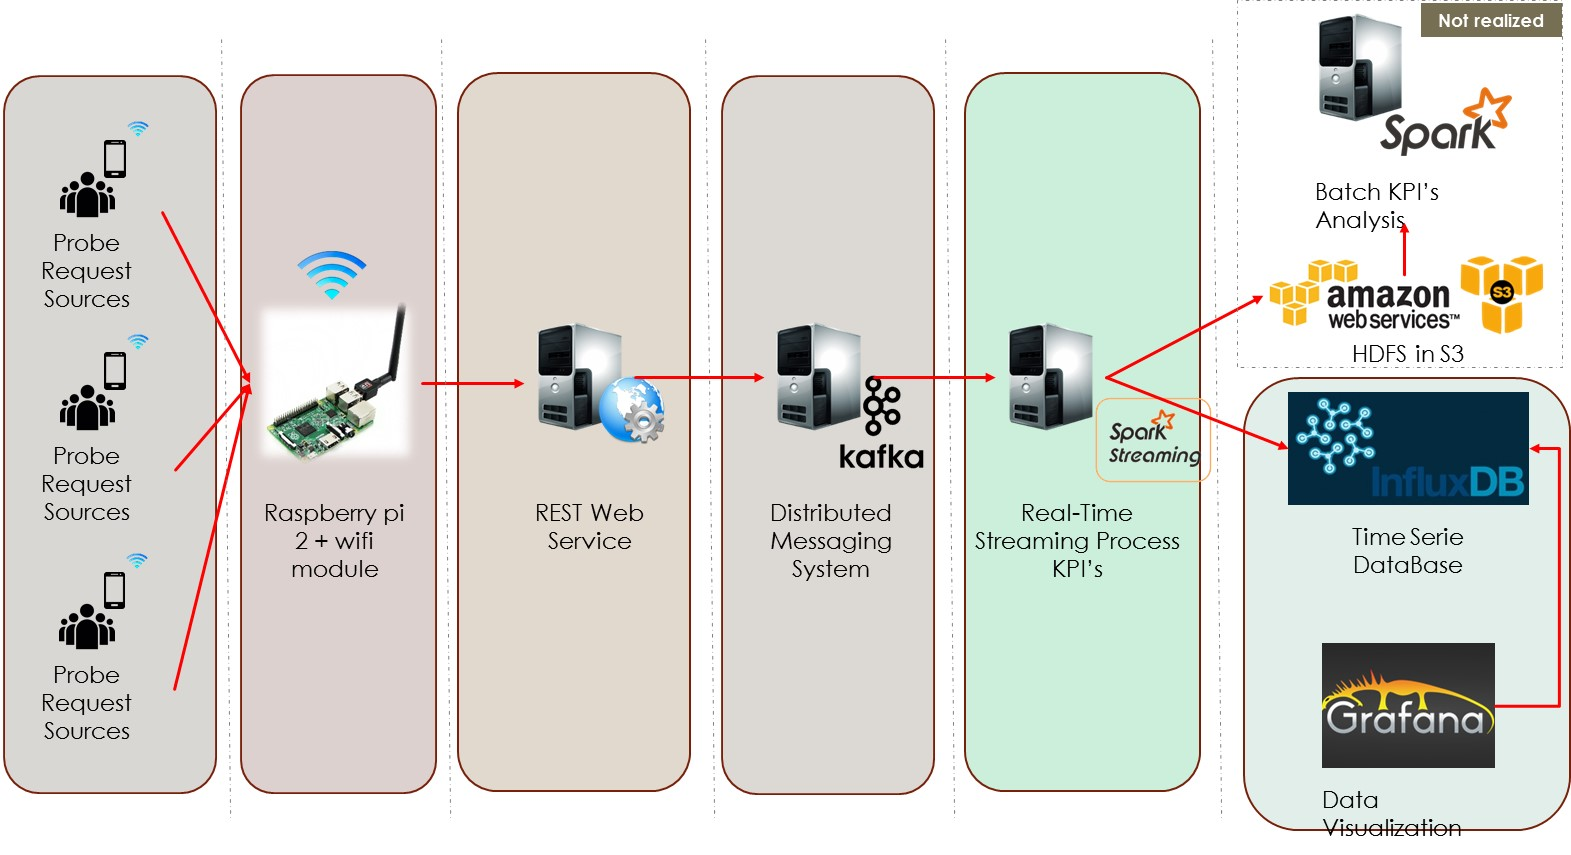 Not realized
Spark
Batch KPI's
Analysis
amazon
web services™
S3
HDFS in S3
Probe
Request
Sources
Probe
Request
Sources
Probe
Request
Sources
Raspberry pi
2 + wifi
module
REST Web
Service
kafka
Distributed
Messaging
System
Spark
Streaming
Real-Time
Streaming Process
KPI's
InfluxDB
Time Serie
DataBase
Grafana
Data
Visualization